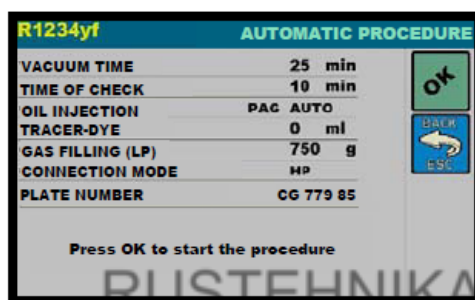 R1234yf AUTOMATIC PROCEDURE
VACUUM TIME 25 min
TIME OF CHECK 10 min
OIL INJECTION PAG AUTO
TRACER-DYE 0 ml
GAS FILLING (LP) 750 g
CONNECTION MODE HP
PLATE NUMBER CG 779 85
Press OK to start the procedure
OK
BACK
ESC
RUSTEHNIKA